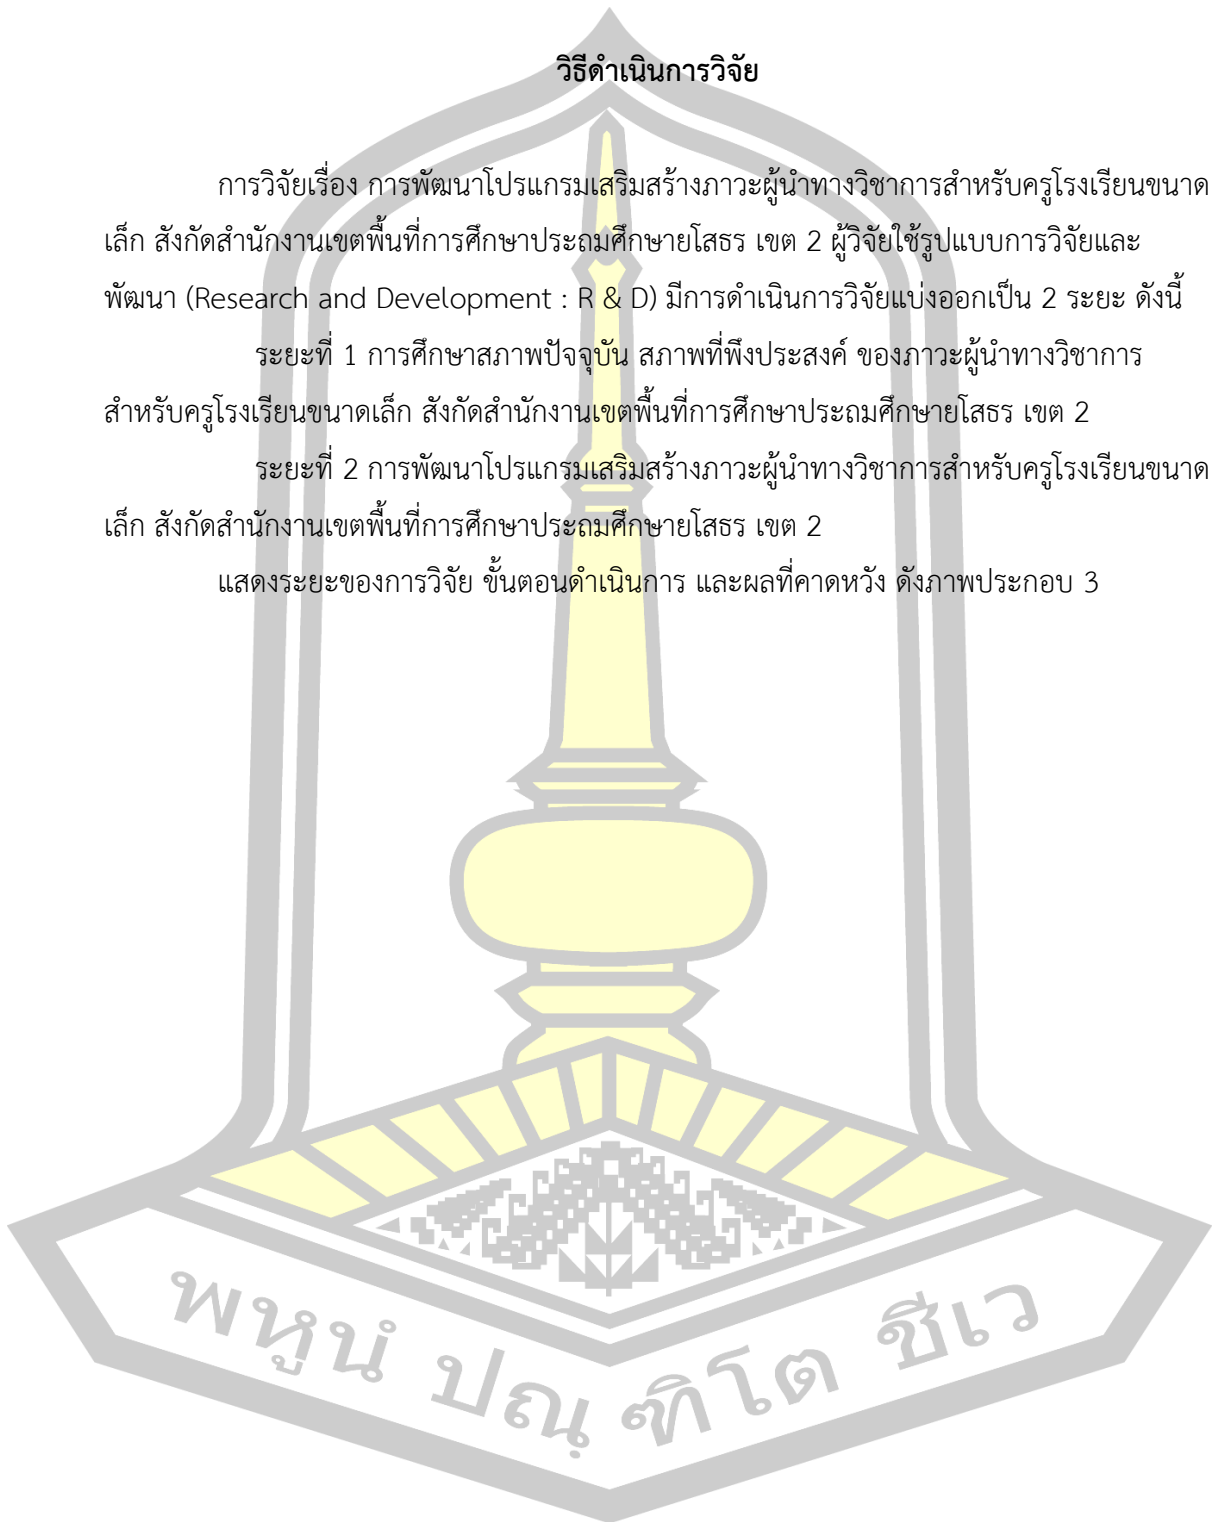 วิธีดำเนินการวิจัย
การวิจัยเรื่อง การพัฒนาโปรแกรมเสริมสร้างภาวะผู้นำทางวิชาการสำหรับครูโรงเรียนขนาด
เล็ก สังกัดสำนักงานเขตพื้นที่การศึกษาประถมศึกษายโสธร เขต 2 ผู้วิจัยใช้รูปแบบการวิจัยและ
พัฒนา (Research and Development : R & D) มีการดำเนินการวิจัยแบ่งออกเป็น 2 ระยะ ดังนี้
ระยะที่ 1 การศึกษาสภาพปัจจุบัน สภาพที่พึงประสงค์ ของภาวะผู้นำทางวิชาการ
สำหรับครูโรงเรียนขนาดเล็ก สังกัดสำนักงานเขตพื้นที่การศึกษาประถมศึกษายโสธร เขต 2
ระยะที่ 2 การพัฒนาโปรแกรมเสริมสร้างภาวะผู้นำทางวิชาการสำหรับครูโรงเรียนขนาด
เล็ก สังกัดสำนักงานเขตพื้นที่การศึกษาประถมศึกษายโสธร เขต 2
แสดงระยะของการวิจัย ขั้นตอนดำเนินการ และผลที่คาดหวัง ดังภาพประกอบ 3
พหูนํ ปณฺ ฑิโต ชีเว